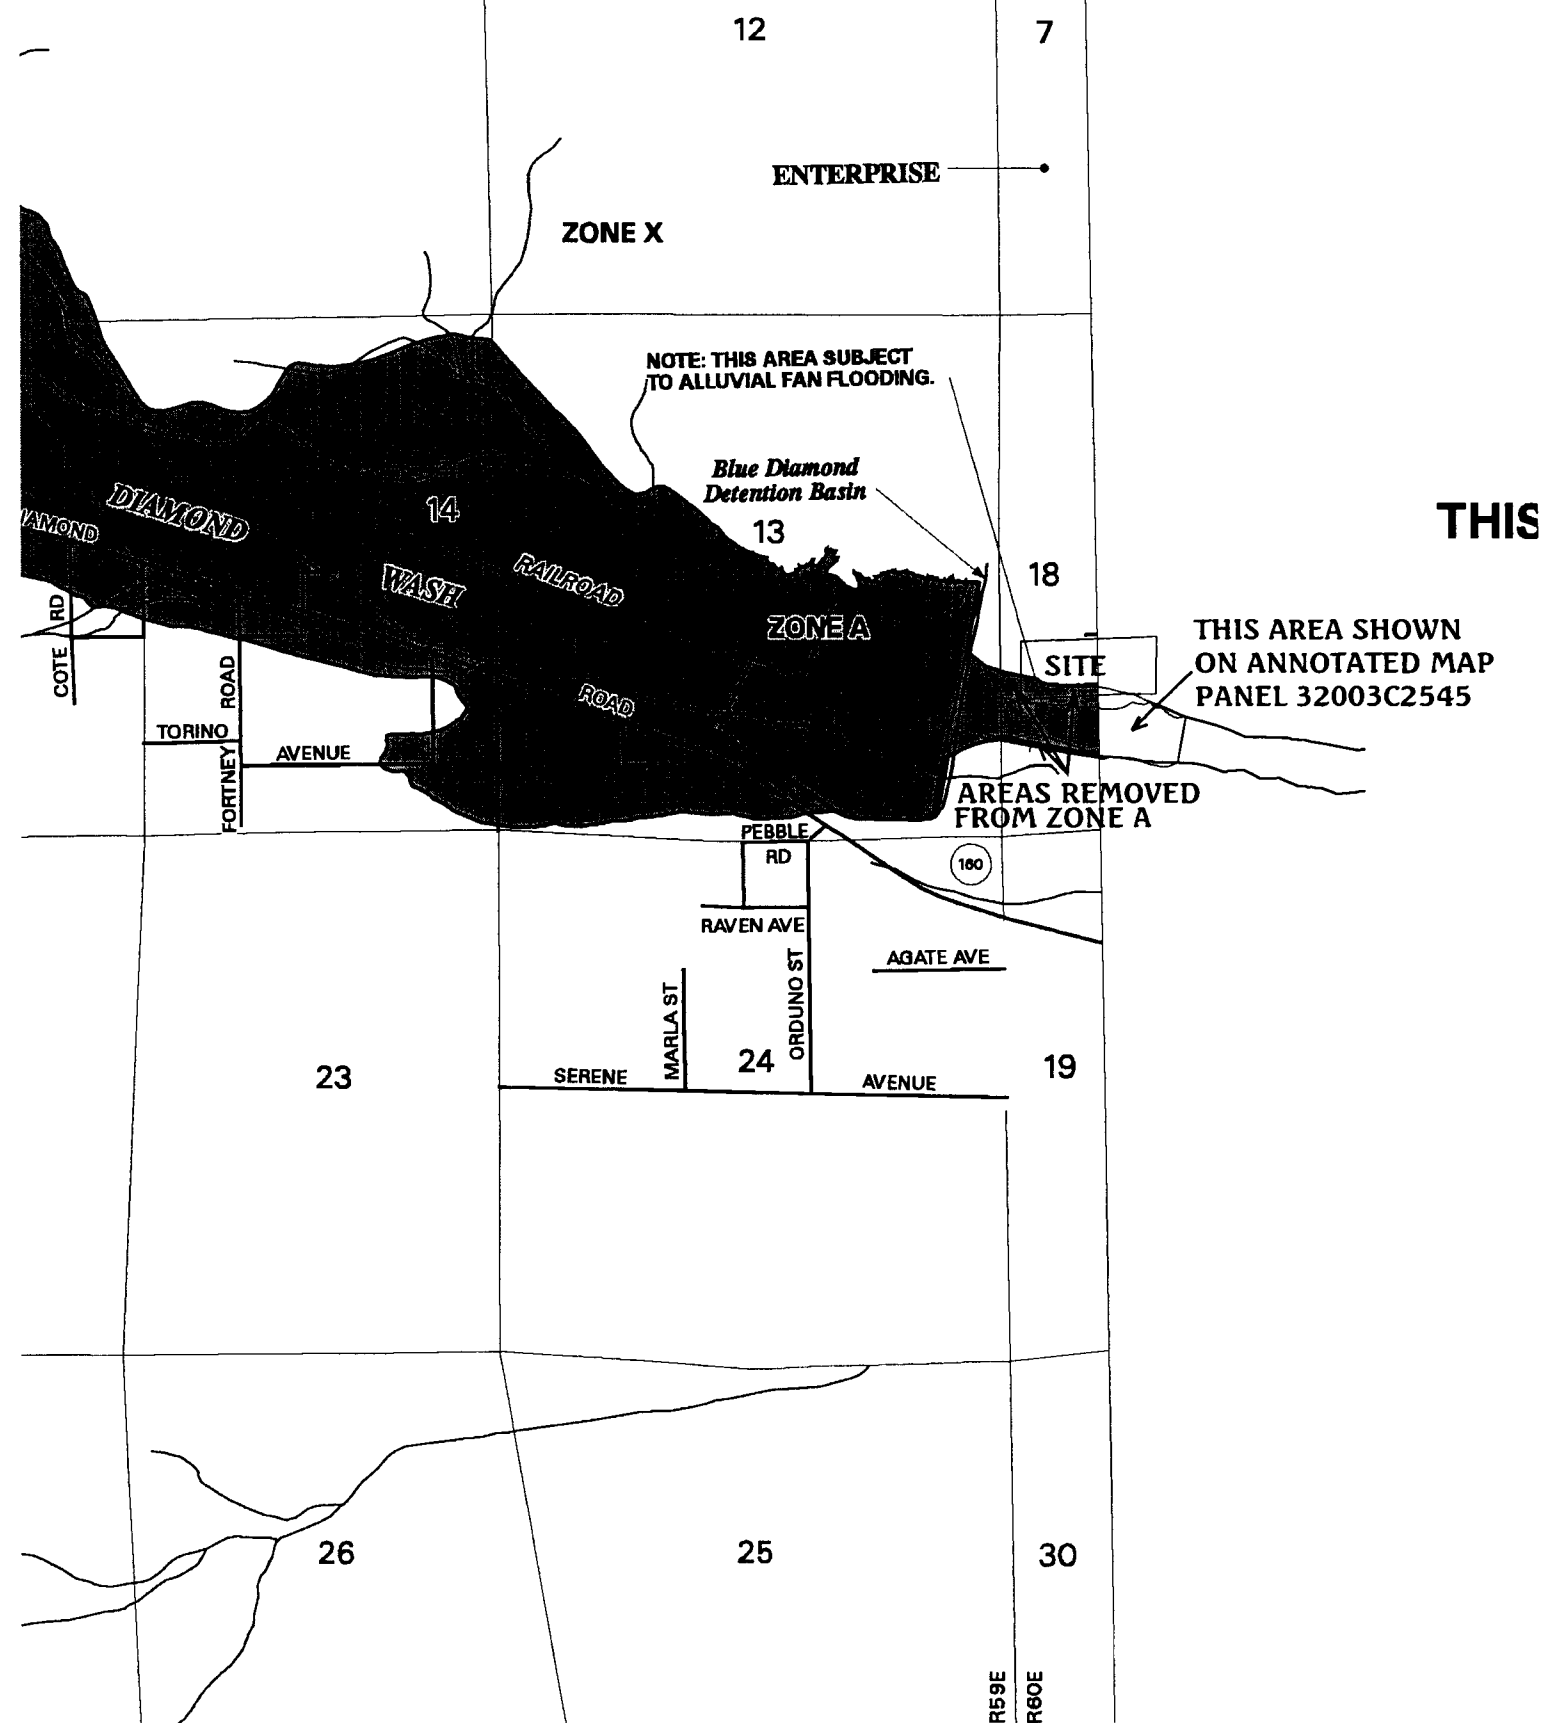 12
7
ENTERPRISE
ZONE X
NOTE: THIS AREA SUBJECT
TO ALLUVIAL FAN FLOODING.
Blue Diamond
Detention Basin
13
14
DIAMOND
IAMOND
WASH
RAILROAD
ROAD
ZONE A
18
THIS
SITE
THIS AREA SHOWN
ON ANNOTATED MAP
PANEL 32003C2545
COTE RD
TORINO
AVENUE
FORTNEY ROAD
AREAS REMOVED
FROM ZONE A
PEBBLE
RD
160
RAVEN AVE
AGATE AVE
MARLA ST
ORDUNO ST
23
24
19
SERENE
AVENUE
26
25
30
R59E
R60E